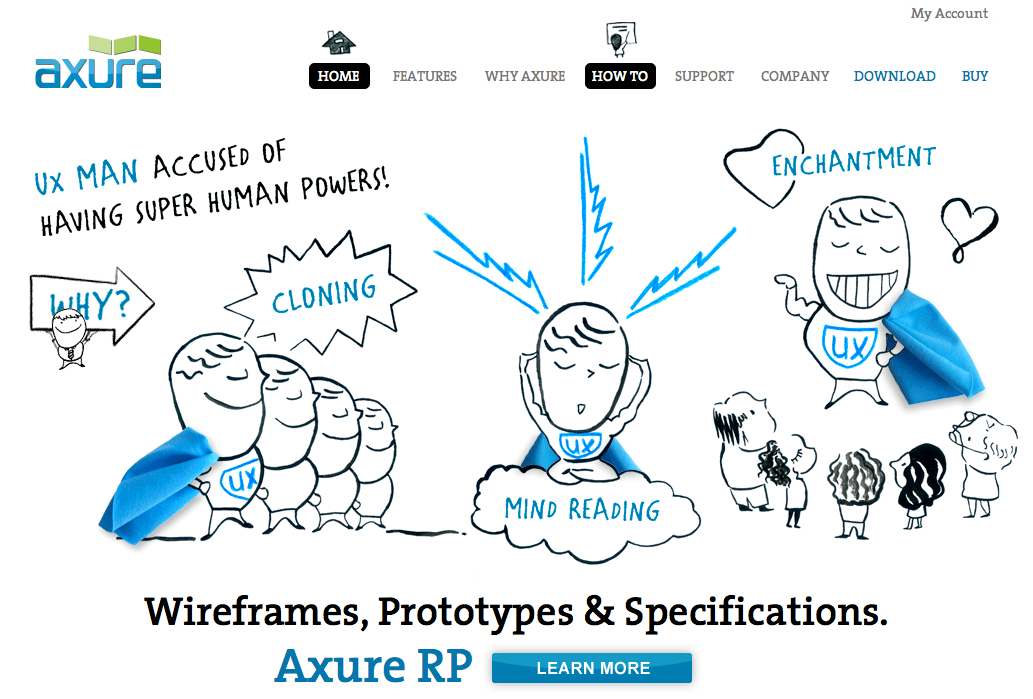 My Account
axure
HOME FEATURES WHY AXURE HOW TO SUPPORT COMPANY DOWNLOAD BUY
UX MAN ACCUSED OF
HAVING SUPER HUMAN POWERS!
ENCHANTMENT
WHY?
CLONING
UX
UX
UX
MIND READING
Wireframes, Prototypes & Specifications.
Axure RP LEARN MORE